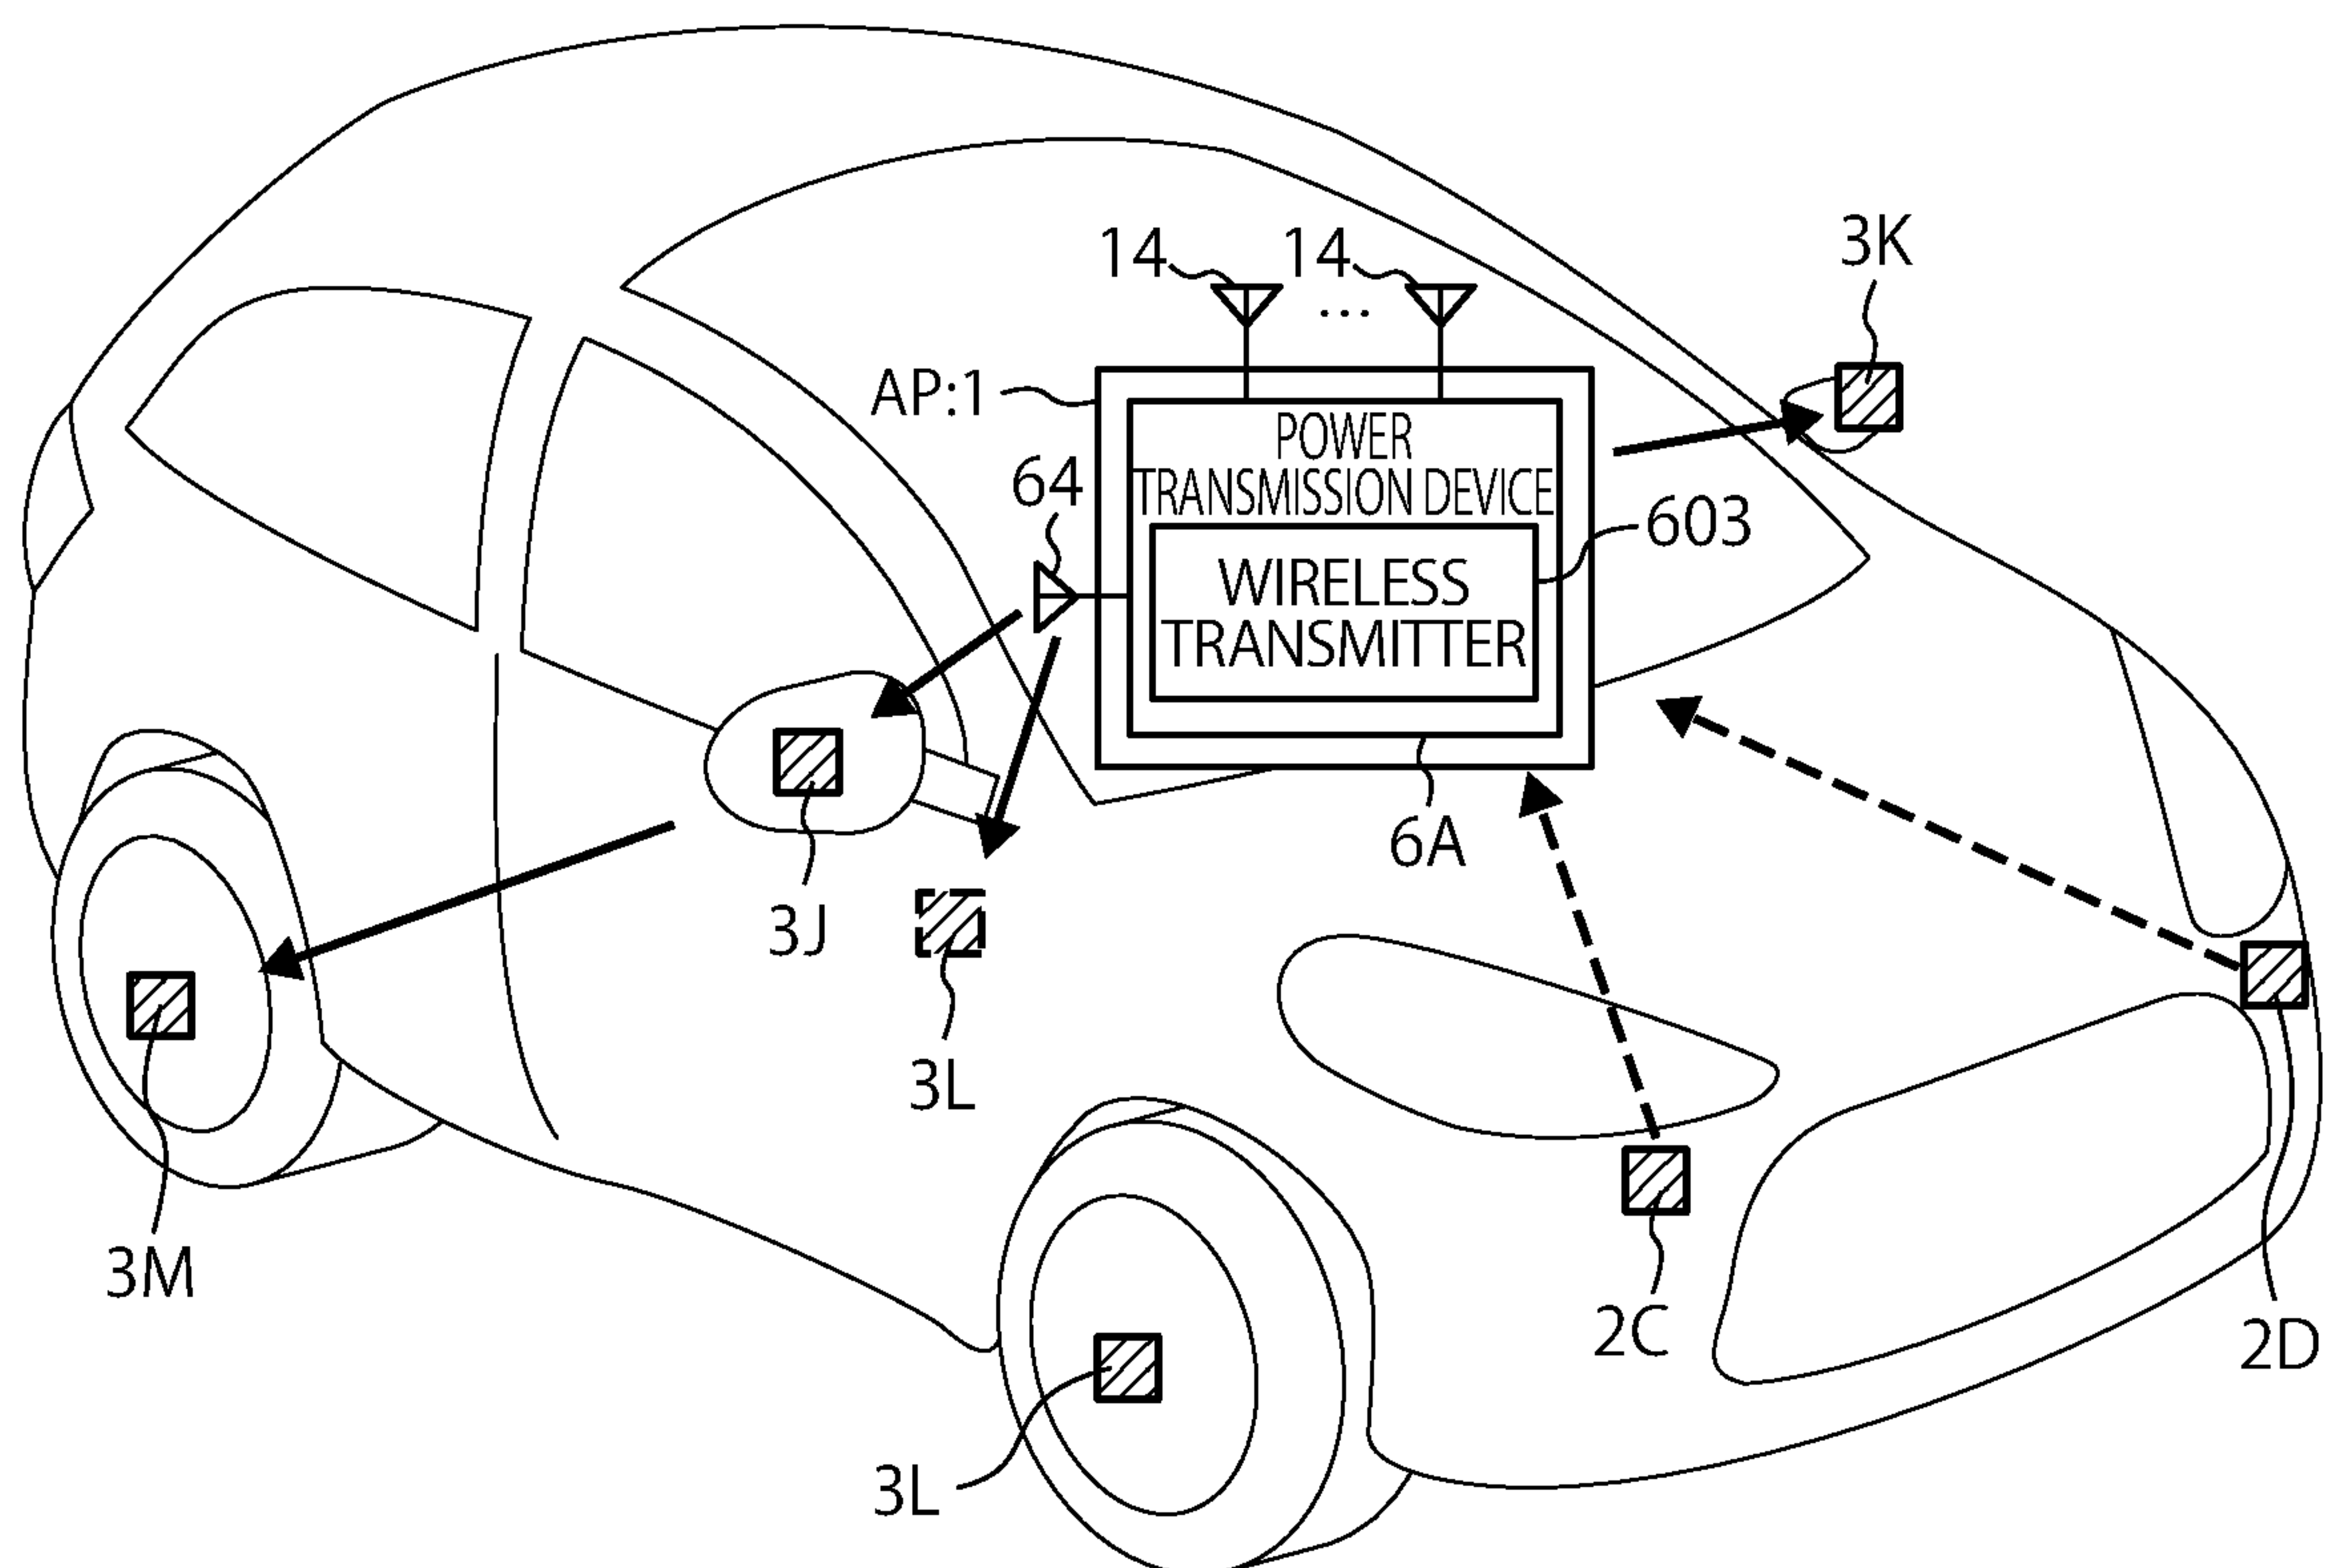 14 14
...
3K
AP:1
POWER
TRANSMISSION DEVICE
64
603
WIRELESS
TRANSMITTER
6A
3J
3L
3M
2C
2D
3L